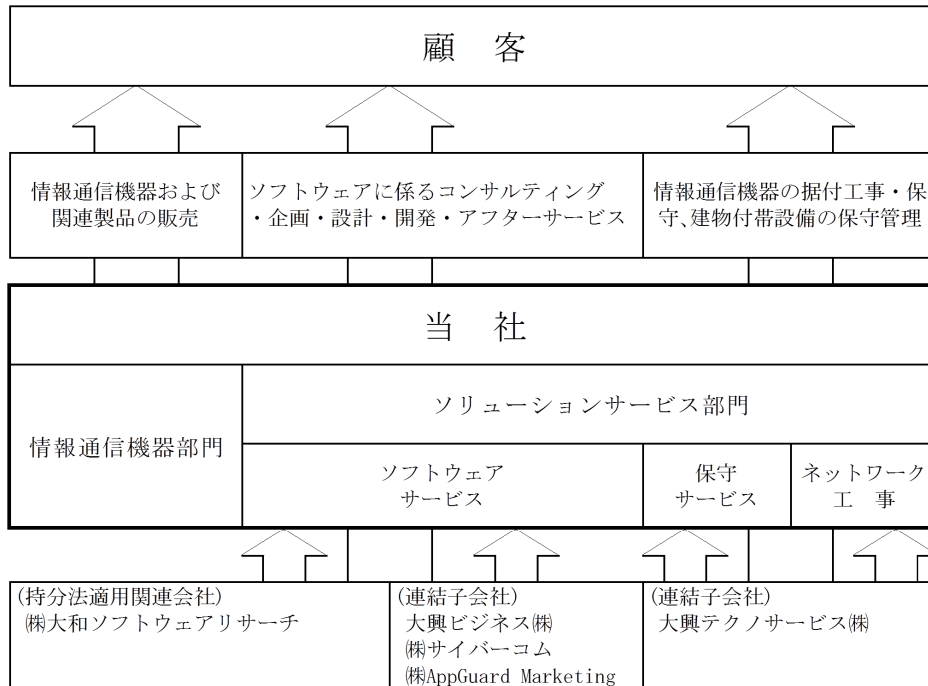 顧 客
情報通信機器および
関連製品の販売
ソフトウェアに係るコンサルティング
・企画・設計・開発・アフターサービス
情報通信機器の据付工事・保
守、建物付帯設備の保守管理
当 社
情報通信機器部門
ソリューションサービス部門
ソフトウェア
サービス
保守
サービス
ネットワーク
工 事
(持分法適用関連会社)
㈱大和ソフトウェアリサーチ
(連結子会社)
大興ビジネス㈱
㈱サイバーコム
㈱AppGuard Marketing
(連結子会社)
大興テクノサービス㈱